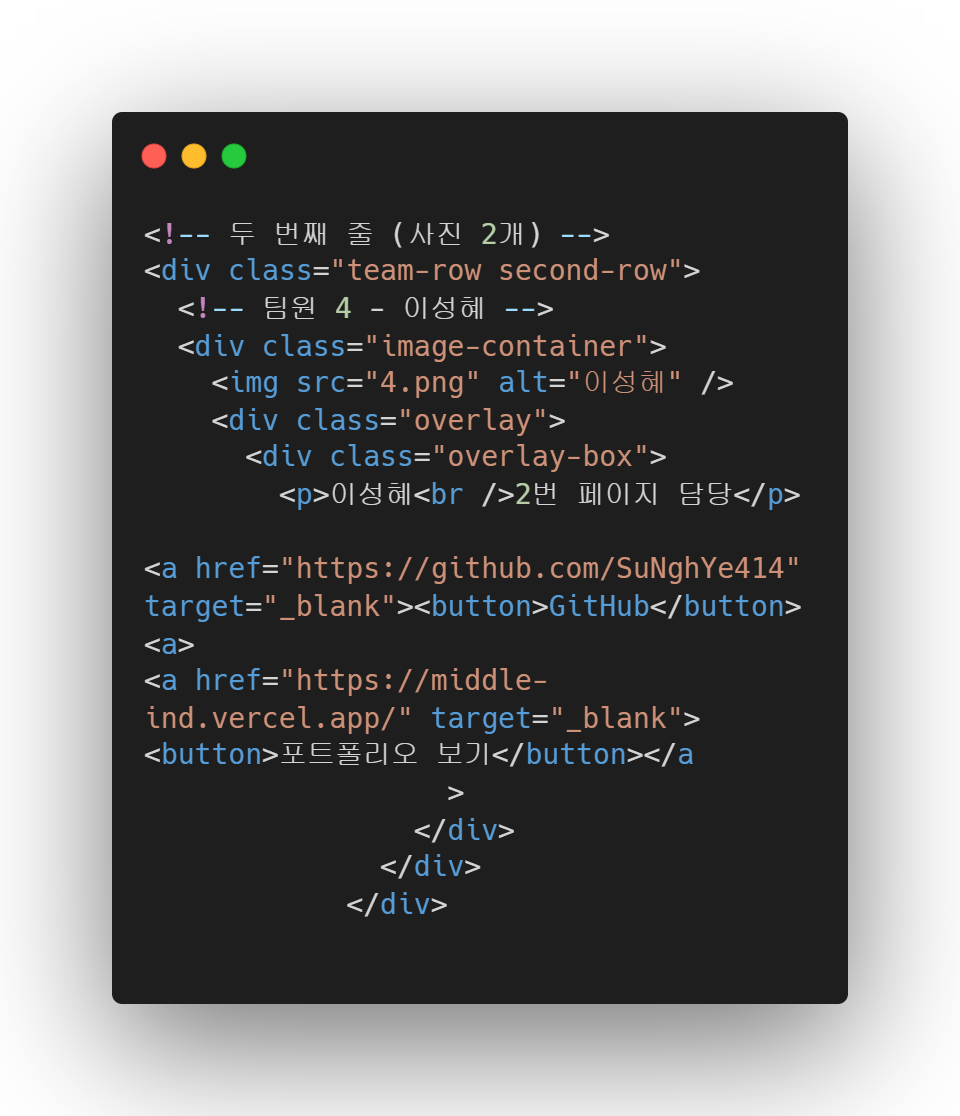 <!-- 두 번째 줄 (사진 2개) -->
<div class="team-row second-row">
  <!-- 팀원 4 - 이성혜 -->
  <div class="image-container">
    <img src="4.png" alt="이성혜" />
    <div class="overlay">
      <div class="overlay-box">
        <p>이성혜<br />2번 페이지 담당</p>

<a href="https://github.com/SuNghYe414"
target="_blank"><button>GitHub</button>
<a>
<a href="https://middle-
ind.vercel.app/" target="_blank">
<button>포트폴리오 보기</button></a
                  >
                </div>
              </div>
            </div>